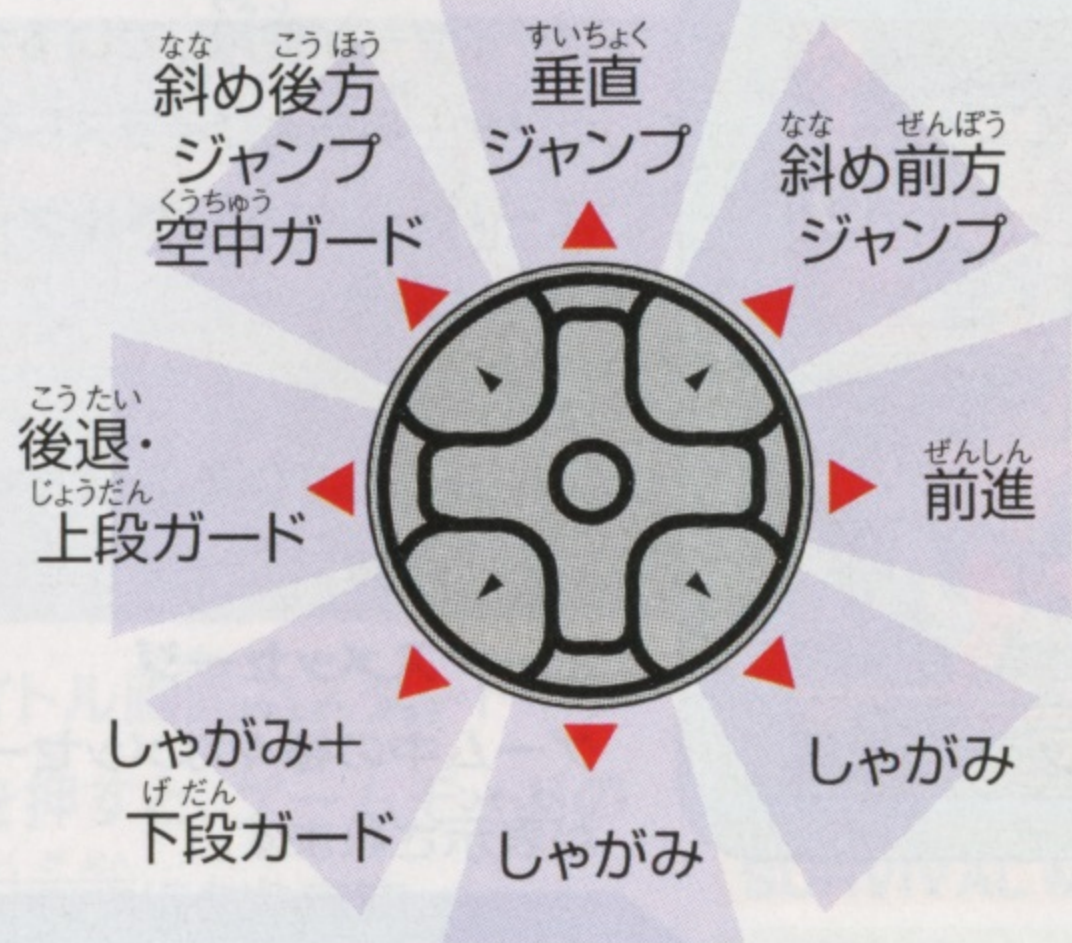 なな こうほう
斜め後方
ジャンプ
くうちゅう
空中ガード
すいちょく
垂直
ジャンプ
なな ぜんぽう
斜め前方
ジャンプ
こうたい
後退・
じょうだん
上段ガード
ぜんしん
前進
しゃがみ＋
げだん
下段ガード
しゃがみ
しゃがみ